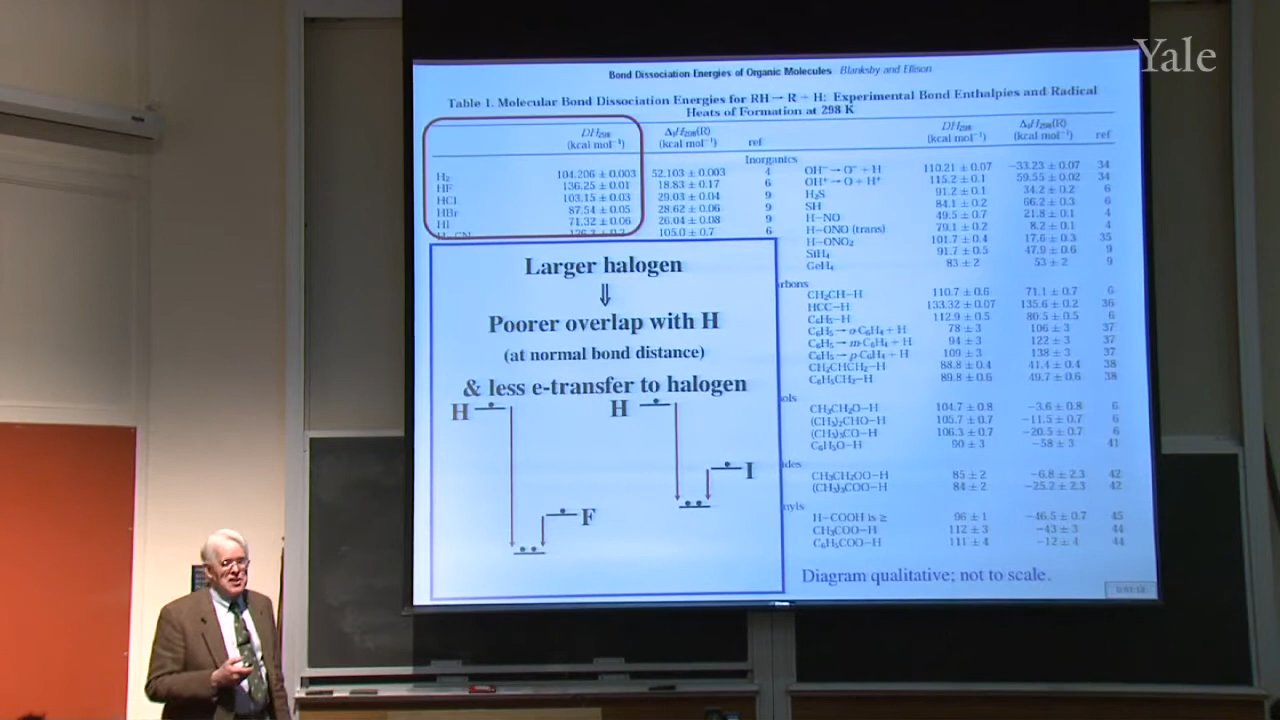 Yale
Bond Dissociation Energies of Organic Molecules Blanksby and Ellison
Table 1. Molecular Bond Dissociation Energies for RH → R + H: Experimental Bond Enthalpies and Radical
Heats of Formation at 298 K
DH298 (kcal mol⁻¹) ΔfH298(R) (kcal mol⁻¹) ref
Inorganics
H₂ 104.206 ± 0.003 52.103 ± 0.003 4
HF 136.25 ± 0.01 18.83 ± 0.17 6
HCl 103.15 ± 0.03 29.03 ± 0.04 9
HBr 87.54 ± 0.05 28.62 ± 0.06 9
HI 71.32 ± 0.06 26.04 ± 0.08 9
H–CN 126.3 ± 0.2 105.0 ± 0.7 6
Larger halogen
⇓
Poorer overlap with H
(at normal bond distance)
& less e-transfer to halogen
H H
I
F
DH298 (kcal mol⁻¹) ΔfH298(R) (kcal mol⁻¹) ref
OH⁻ → O⁻ + H 110.21 ± 0.07 −33.23 ± 0.07 34
OH⁺ → O + H⁺ 115.2 ± 0.1 59.55 ± 0.02 34
H₂S 91.2 ± 0.1 34.2 ± 0.2 6
SH 84.1 ± 0.2 66.2 ± 0.3 6
H–NO 49.5 ± 0.7 21.8 ± 0.1 4
H–ONO (trans) 79.1 ± 0.2 8.2 ± 0.1 4
H–ONO₂ 101.7 ± 0.4 17.6 ± 0.3 35
SiH₄ 91.7 ± 0.5 47.9 ± 0.6 9
GeH₄ 83 ± 2 53 ± 2 9
rbons
CH₂CH–H 110.7 ± 0.6 71.1 ± 0.7 6
HCC–H 133.32 ± 0.07 135.6 ± 0.2 36
C₆H₅–H 112.9 ± 0.5 80.5 ± 0.5 6
C₆H₅ → o-C₆H₄ + H 78 ± 3 106 ± 3 37
C₆H₅ → m-C₆H₄ + H 94 ± 3 122 ± 3 37
C₆H₅ → p-C₆H₄ + H 109 ± 3 138 ± 3 37
CH₂CHCH₂–H 88.8 ± 0.4 41.4 ± 0.4 38
C₆H₅CH₂–H 89.8 ± 0.6 49.7 ± 0.6 38
ols
CH₃CH₂O–H 104.7 ± 0.8 −3.6 ± 0.8 6
(CH₃)₂CHO–H 105.7 ± 0.7 −11.5 ± 0.7 6
(CH₃)₃CO–H 106.3 ± 0.7 −20.5 ± 0.7 6
C₆H₅O–H 90 ± 3 −58 ± 3 41
ides
CH₃CH₂OO–H 85 ± 2 −6.8 ± 2.3 42
(CH₃)₃COO–H 84 ± 2 −25.2 ± 2.3 42
nyls
H–COOH is ≥ 96 ± 1 −46.5 ± 0.7 45
CH₃COO–H 112 ± 3 −43 ± 3 44
C₆H₅COO–H 111 ± 4 −12 ± 4 44
Diagram qualitative; not to scale.